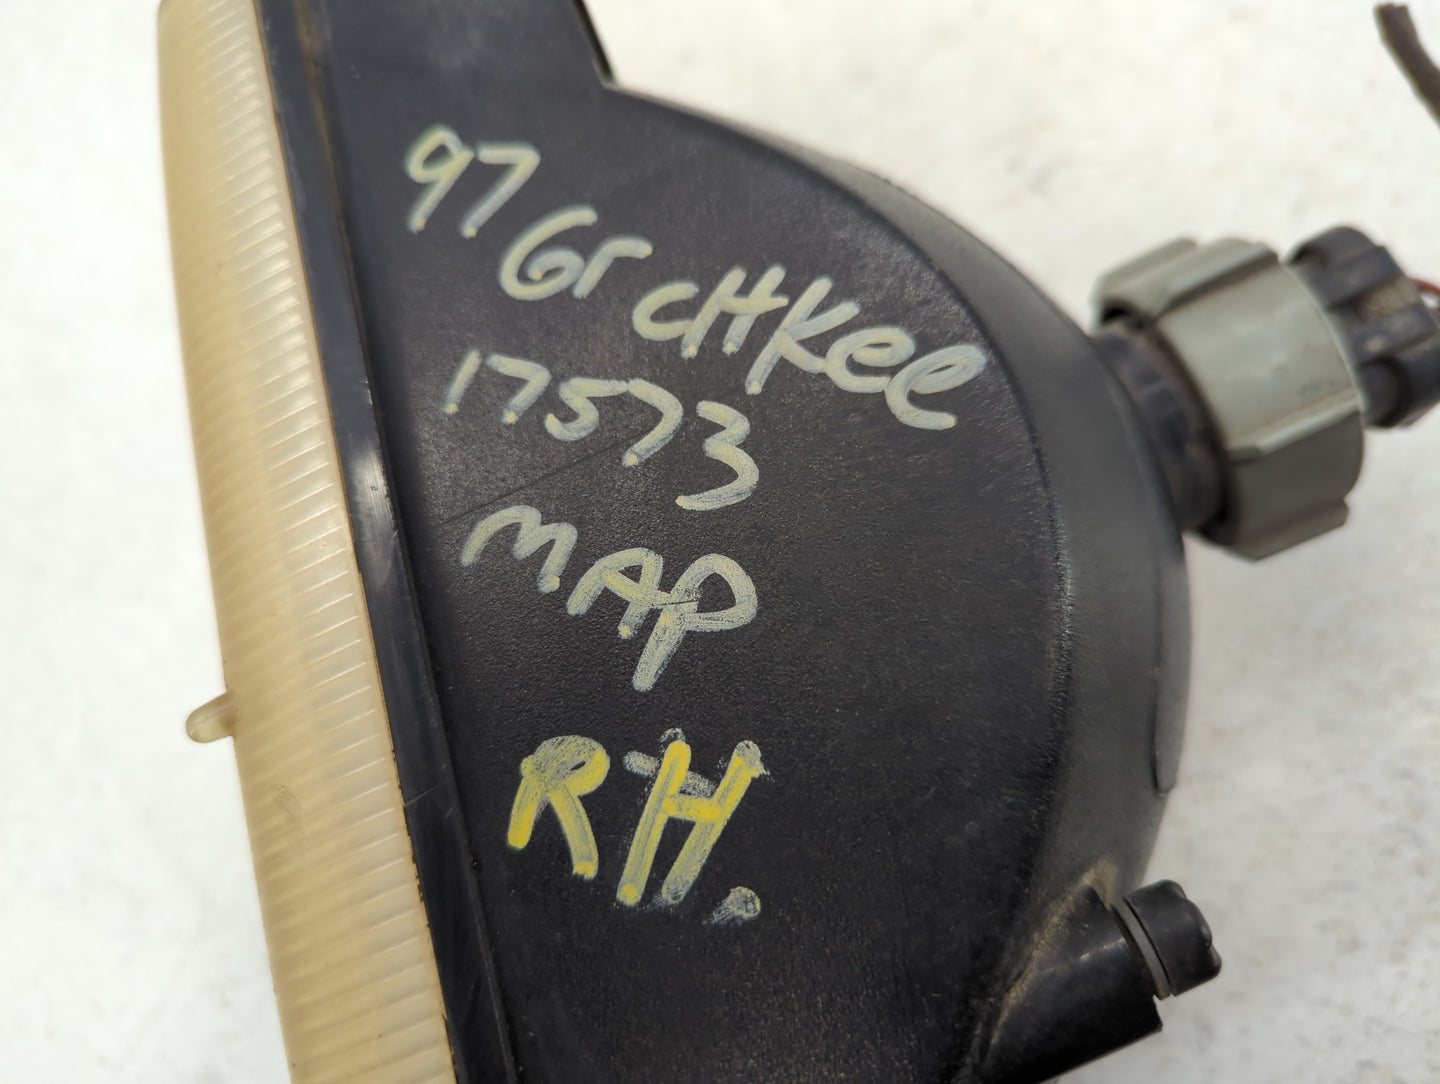 97 Gr cHKee
17573
MAP
RH.